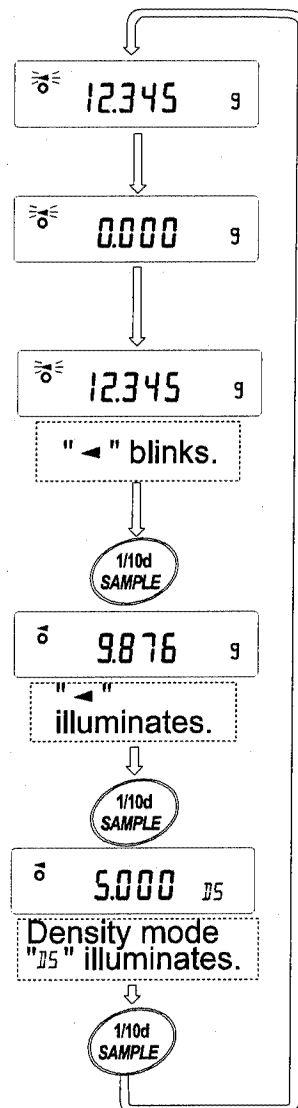 12.345 g
0.000 g
12.345 g
"◄" blinks.
1/10d
SAMPLE
9.876 g
"◄"
illuminates.
1/10d
SAMPLE
5.000 DS
Density mode
"DS" illuminates.
1/10d
SAMPLE